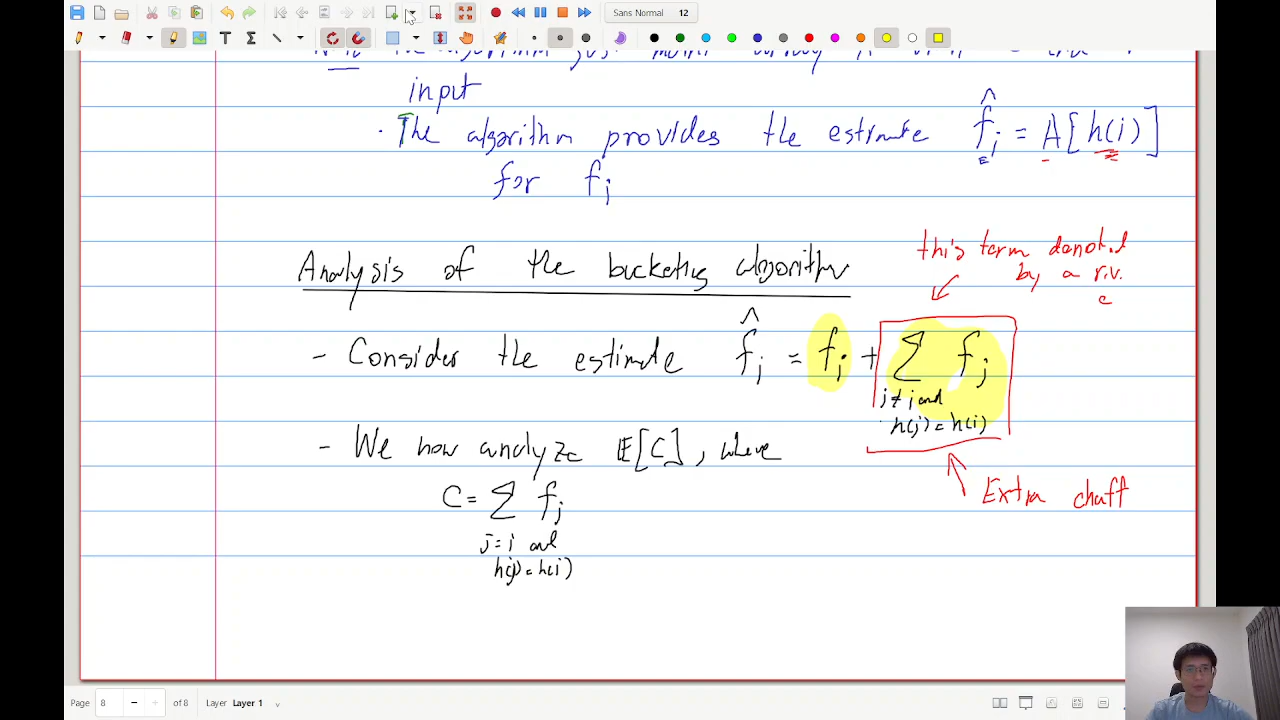 Sans Normal 12
input
· The algorithm provides the estimate f̂i = A[h(i)]
for fi
this term denoted
by a r.v.
c
Analysis of the bucketing algorithm
- Consider the estimate f̂i = fi + Σ fj
j ≠ i and
h(j) = h(i)
- We now analyze 𝔼[C], where
Extra chaff
C = Σ fj
j = i and
h(j) = h(i)
Page 8 of 8 Layer Layer 1